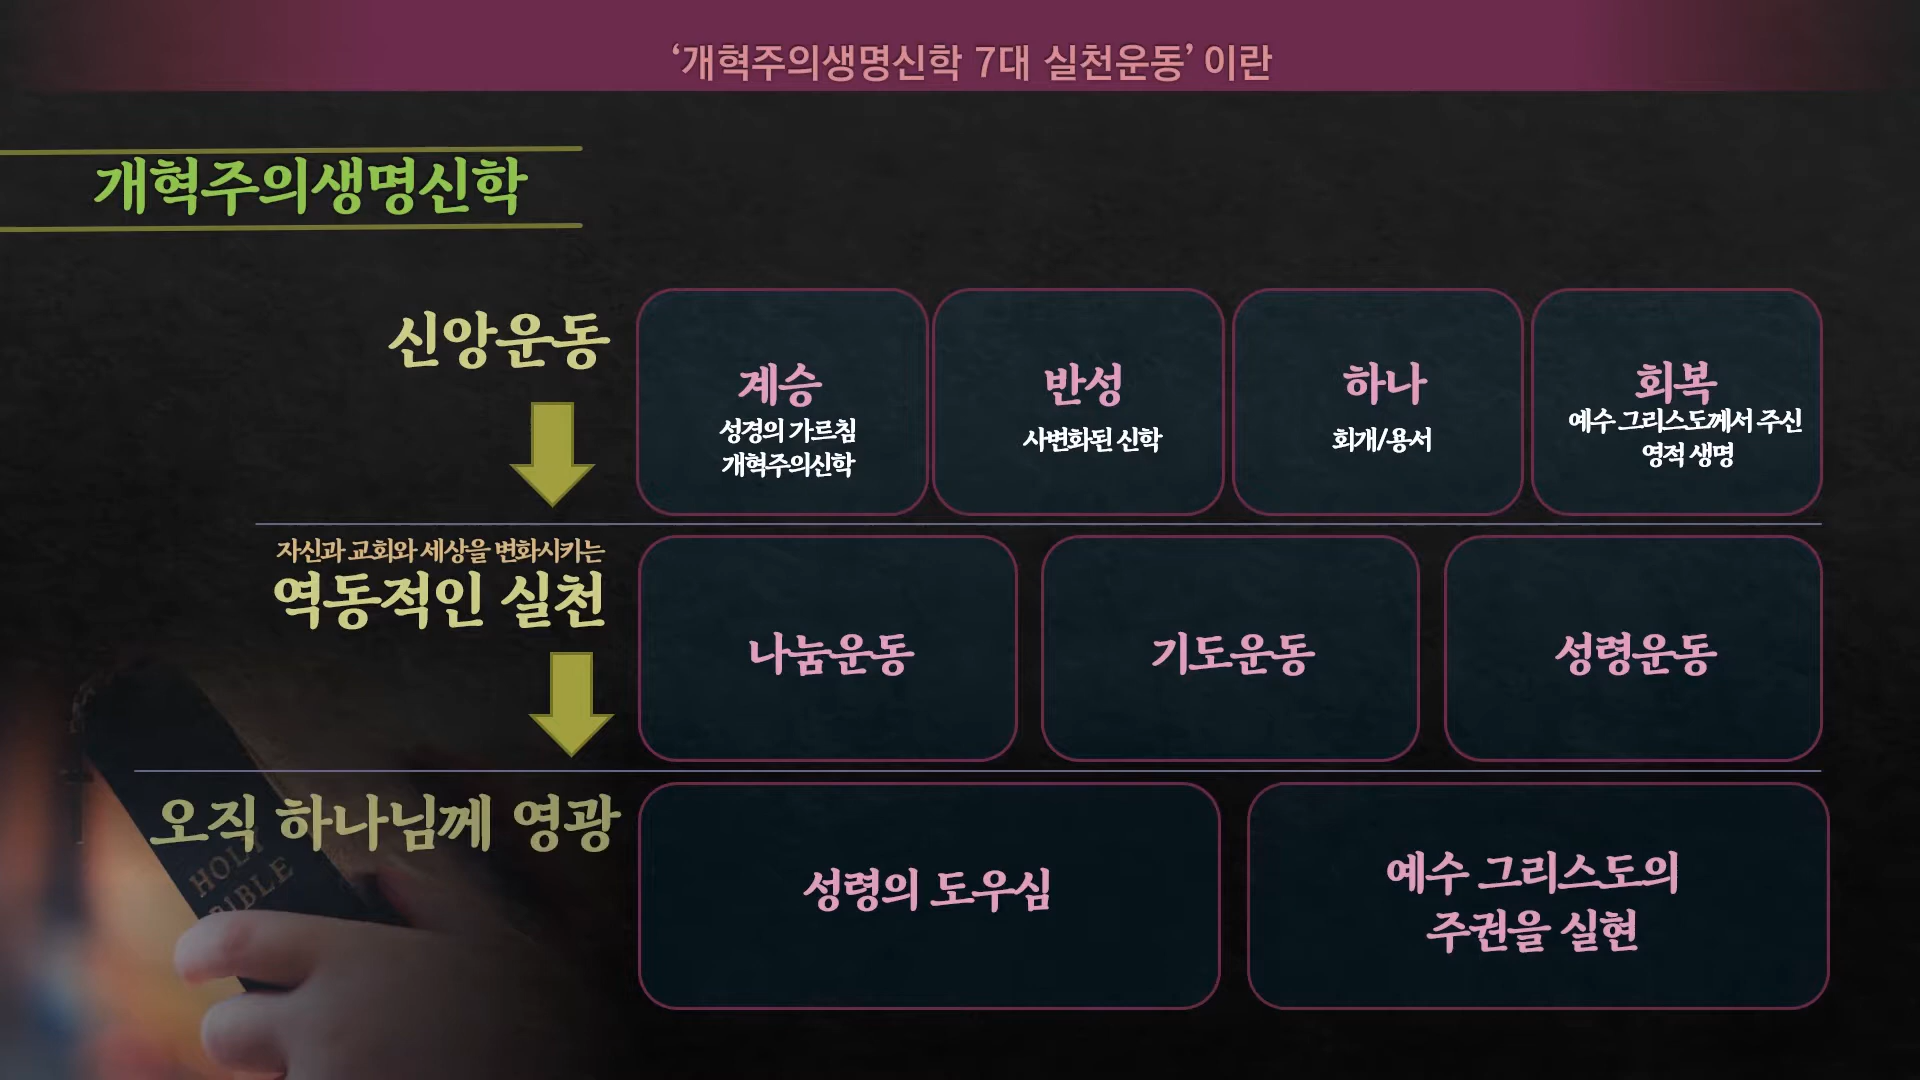 ‘개혁주의생명신학 7대 실천운동’ 이란
개혁주의생명신학
신앙운동
계승
성경의 가르침
개혁주의신학
반성
사변화된 신학
하나
회개/용서
회복
예수 그리스도께서 주신
영적 생명
자신과 교회와 세상을 변화시키는
역동적인 실천
나눔운동
기도운동
성령운동
오직 하나님께 영광
성령의 도우심
예수 그리스도의
주권을 실현
HOLY
BIBLE